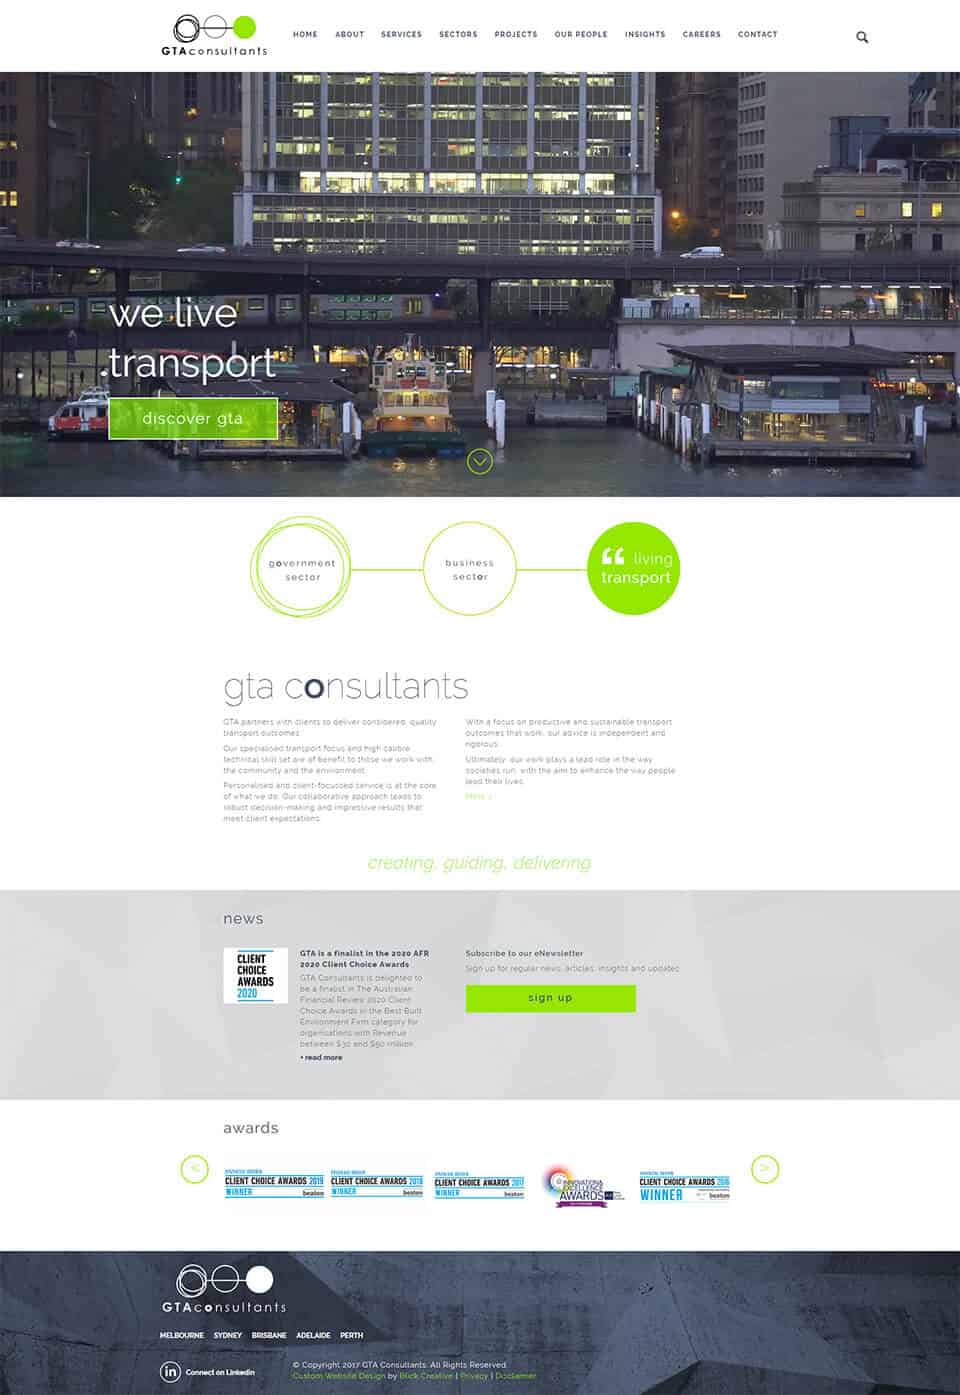 GTAconsultants
HOME ABOUT SERVICES SECTORS PROJECTS OUR PEOPLE INSIGHTS CAREERS CONTACT
we live
transport
discover gta
government
sector
business
sector
“ living
transport
gta consultants
GTA partners with clients to deliver considered, quality
transport outcomes.
Our specialised transport focus and high calibre
technical skill set are of benefit to those we work with,
the community and the environment.
Personalised and client-focussed service is at the core
of what we do. Our collaborative approach leads to
robust decision-making and impressive results that
meet client expectations.
With a focus on productive and sustainable transport
outcomes that work, our advice is independent and
rigorous.
Ultimately, our work plays a lead role in the way
societies run, with the aim to enhance the way people
lead their lives.
More >
creating, guiding, delivering
news
CLIENT
CHOICE
AWARDS
2020
GTA is a finalist in the 2020 AFR
2020 Client Choice Awards
GTA Consultants is delighted to
be a finalist in The Australian
Financial Review 2020 Client
Choice Awards in the Best Built
Environment Firm category for
organisations with Revenue
between $30 and $50 million.
+ read more
Subscribe to our eNewsletter
Sign up for regular news, articles, insights and updates
sign up
awards
<
CLIENT CHOICE AWARDS 2019
WINNER beaton
CLIENT CHOICE AWARDS 2018
WINNER beaton
CLIENT CHOICE AWARDS 2017
WINNER beaton
INNOVATION &
EXCELLENCE
AWARDS
CLIENT CHOICE AWARDS 2016
WINNER beaton
>
GTAconsultants
MELBOURNE SYDNEY BRISBANE ADELAIDE PERTH
in Connect on Linkedin
© Copyright 2017 GTA Consultants. All Rights Reserved.
Custom Website Design by Blick Creative | Privacy | Disclaimer